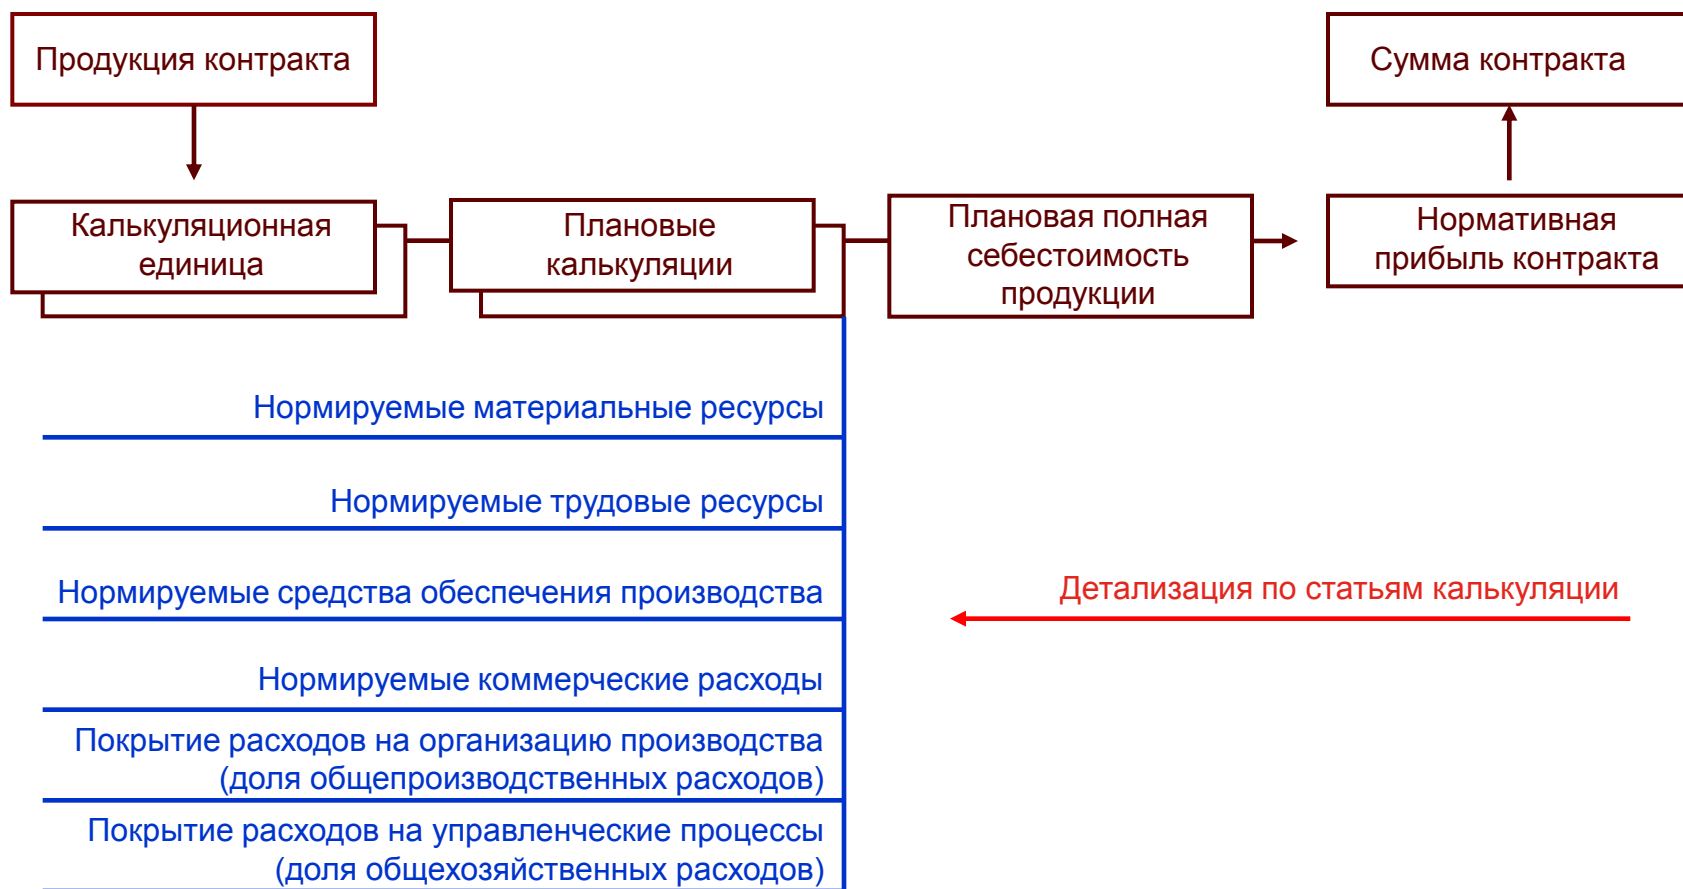 Продукция контракта
Сумма контракта
Калькуляционная
единица
Плановые
калькуляции
Плановая полная
себестоимость
продукции
Нормативная
прибыль контракта
Нормируемые материальные ресурсы
Нормируемые трудовые ресурсы
Нормируемые средства обеспечения производства
Детализация по статьям калькуляции
Нормируемые коммерческие расходы
Покрытие расходов на организацию производства
(доля общепроизводственных расходов)
Покрытие расходов на управленческие процессы
(доля общехозяйственных расходов)